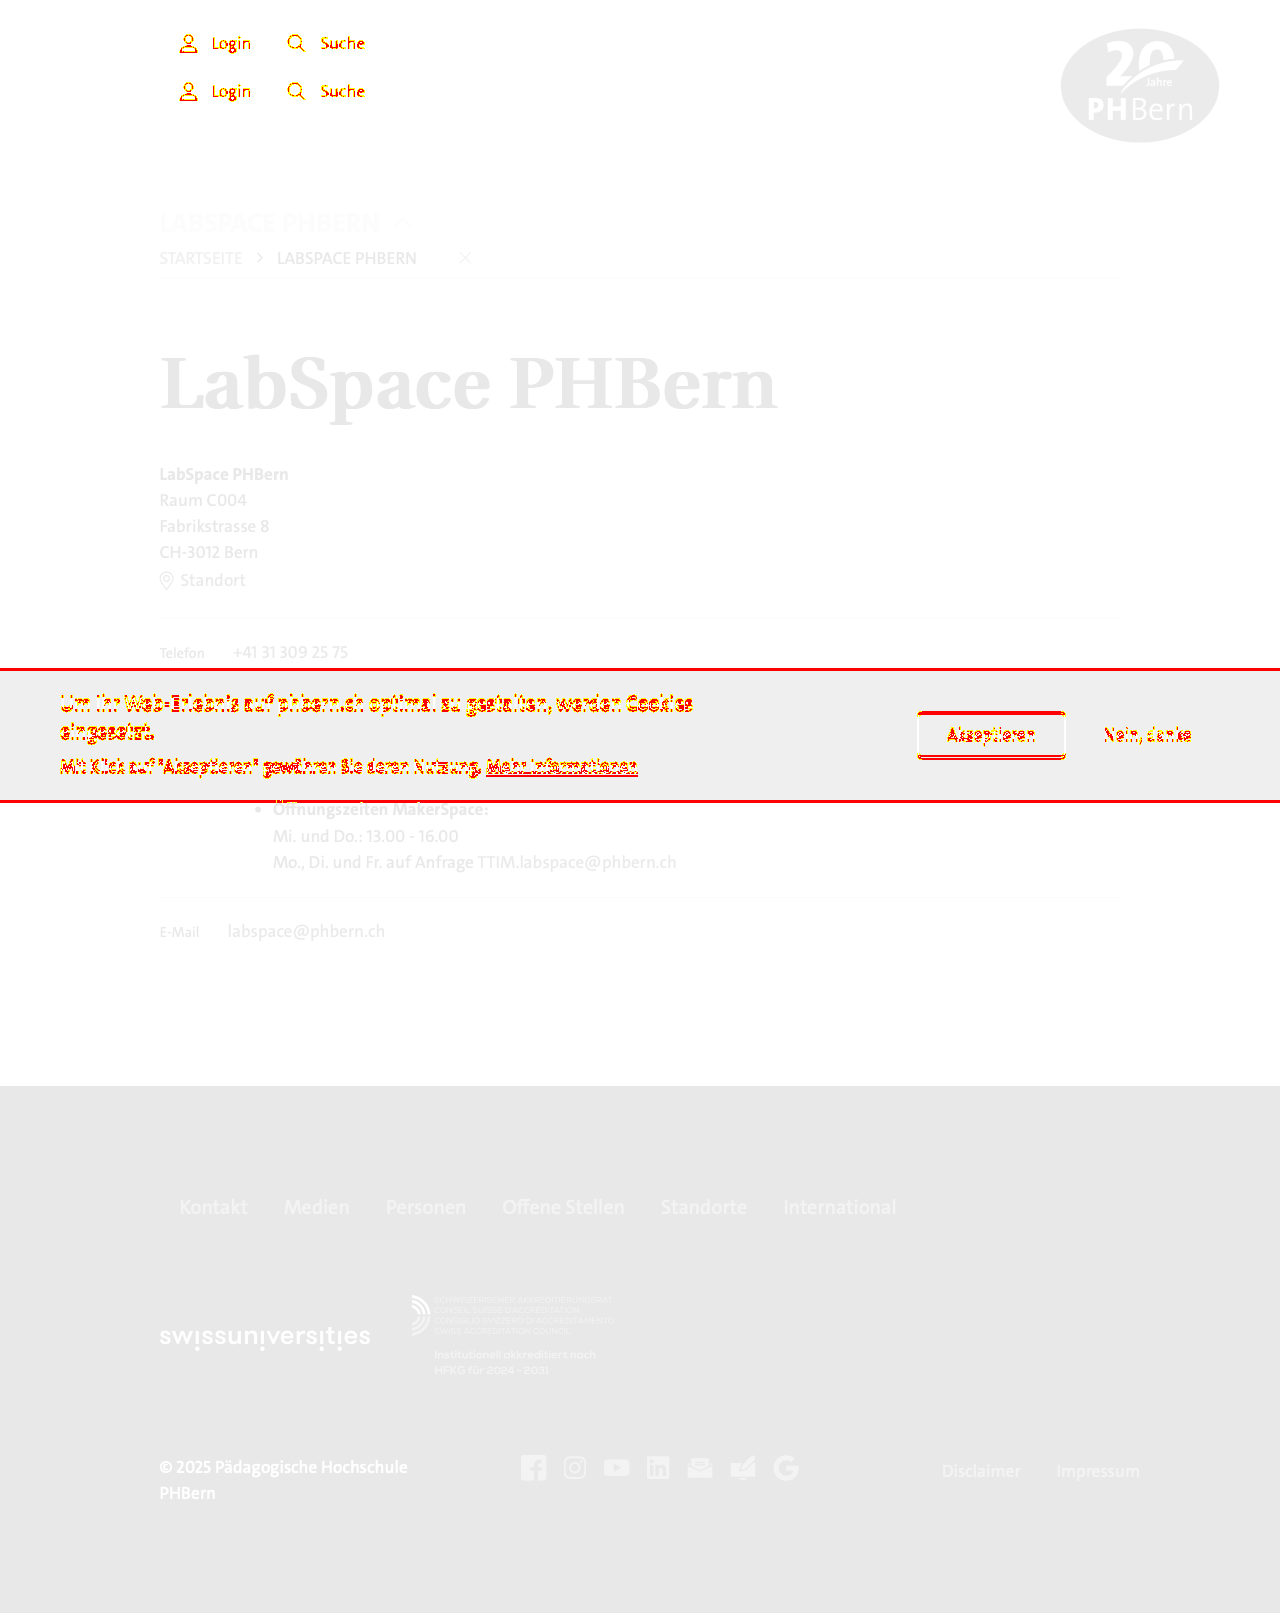 Login Suche
Login Suche
20
Jahre
PHBern
LABSPACE PHBERN
STARTSEITE > LABSPACE PHBERN
LabSpace PHBern
LabSpace PHBern
Raum C004
Fabrikstrasse 8
CH-3012 Bern
Standort
Telefon +41 31 309 25 75
Um Ihr Web-Erlebnis auf phbern.ch optimal zu gestalten, werden Cookies
eingesetzt.
Mit Klick auf "Akzeptieren" gewähren Sie deren Nutzung. Mehr Informationen
Akzeptieren Nein, danke
• Öffnungszeiten MakerSpace:
Mi. und Do.: 13.00 - 16.00
Mo., Di. und Fr. auf Anfrage TTIM.labspace@phbern.ch
E-Mail labspace@phbern.ch
Kontakt Medien Personen Offene Stellen Standorte International
swissuniversities
SCHWEIZERISCHER AKKREDITIERUNGSRAT
CONSEIL SUISSE D'ACCRÉDITATION
CONSIGLIO SVIZZERO DI ACCREDITAMENTO
SWISS ACCREDITATION COUNCIL
Institutionell akkreditiert nach
HFKG für 2024 - 2031
© 2025 Pädagogische Hochschule
PHBern
Disclaimer Impressum